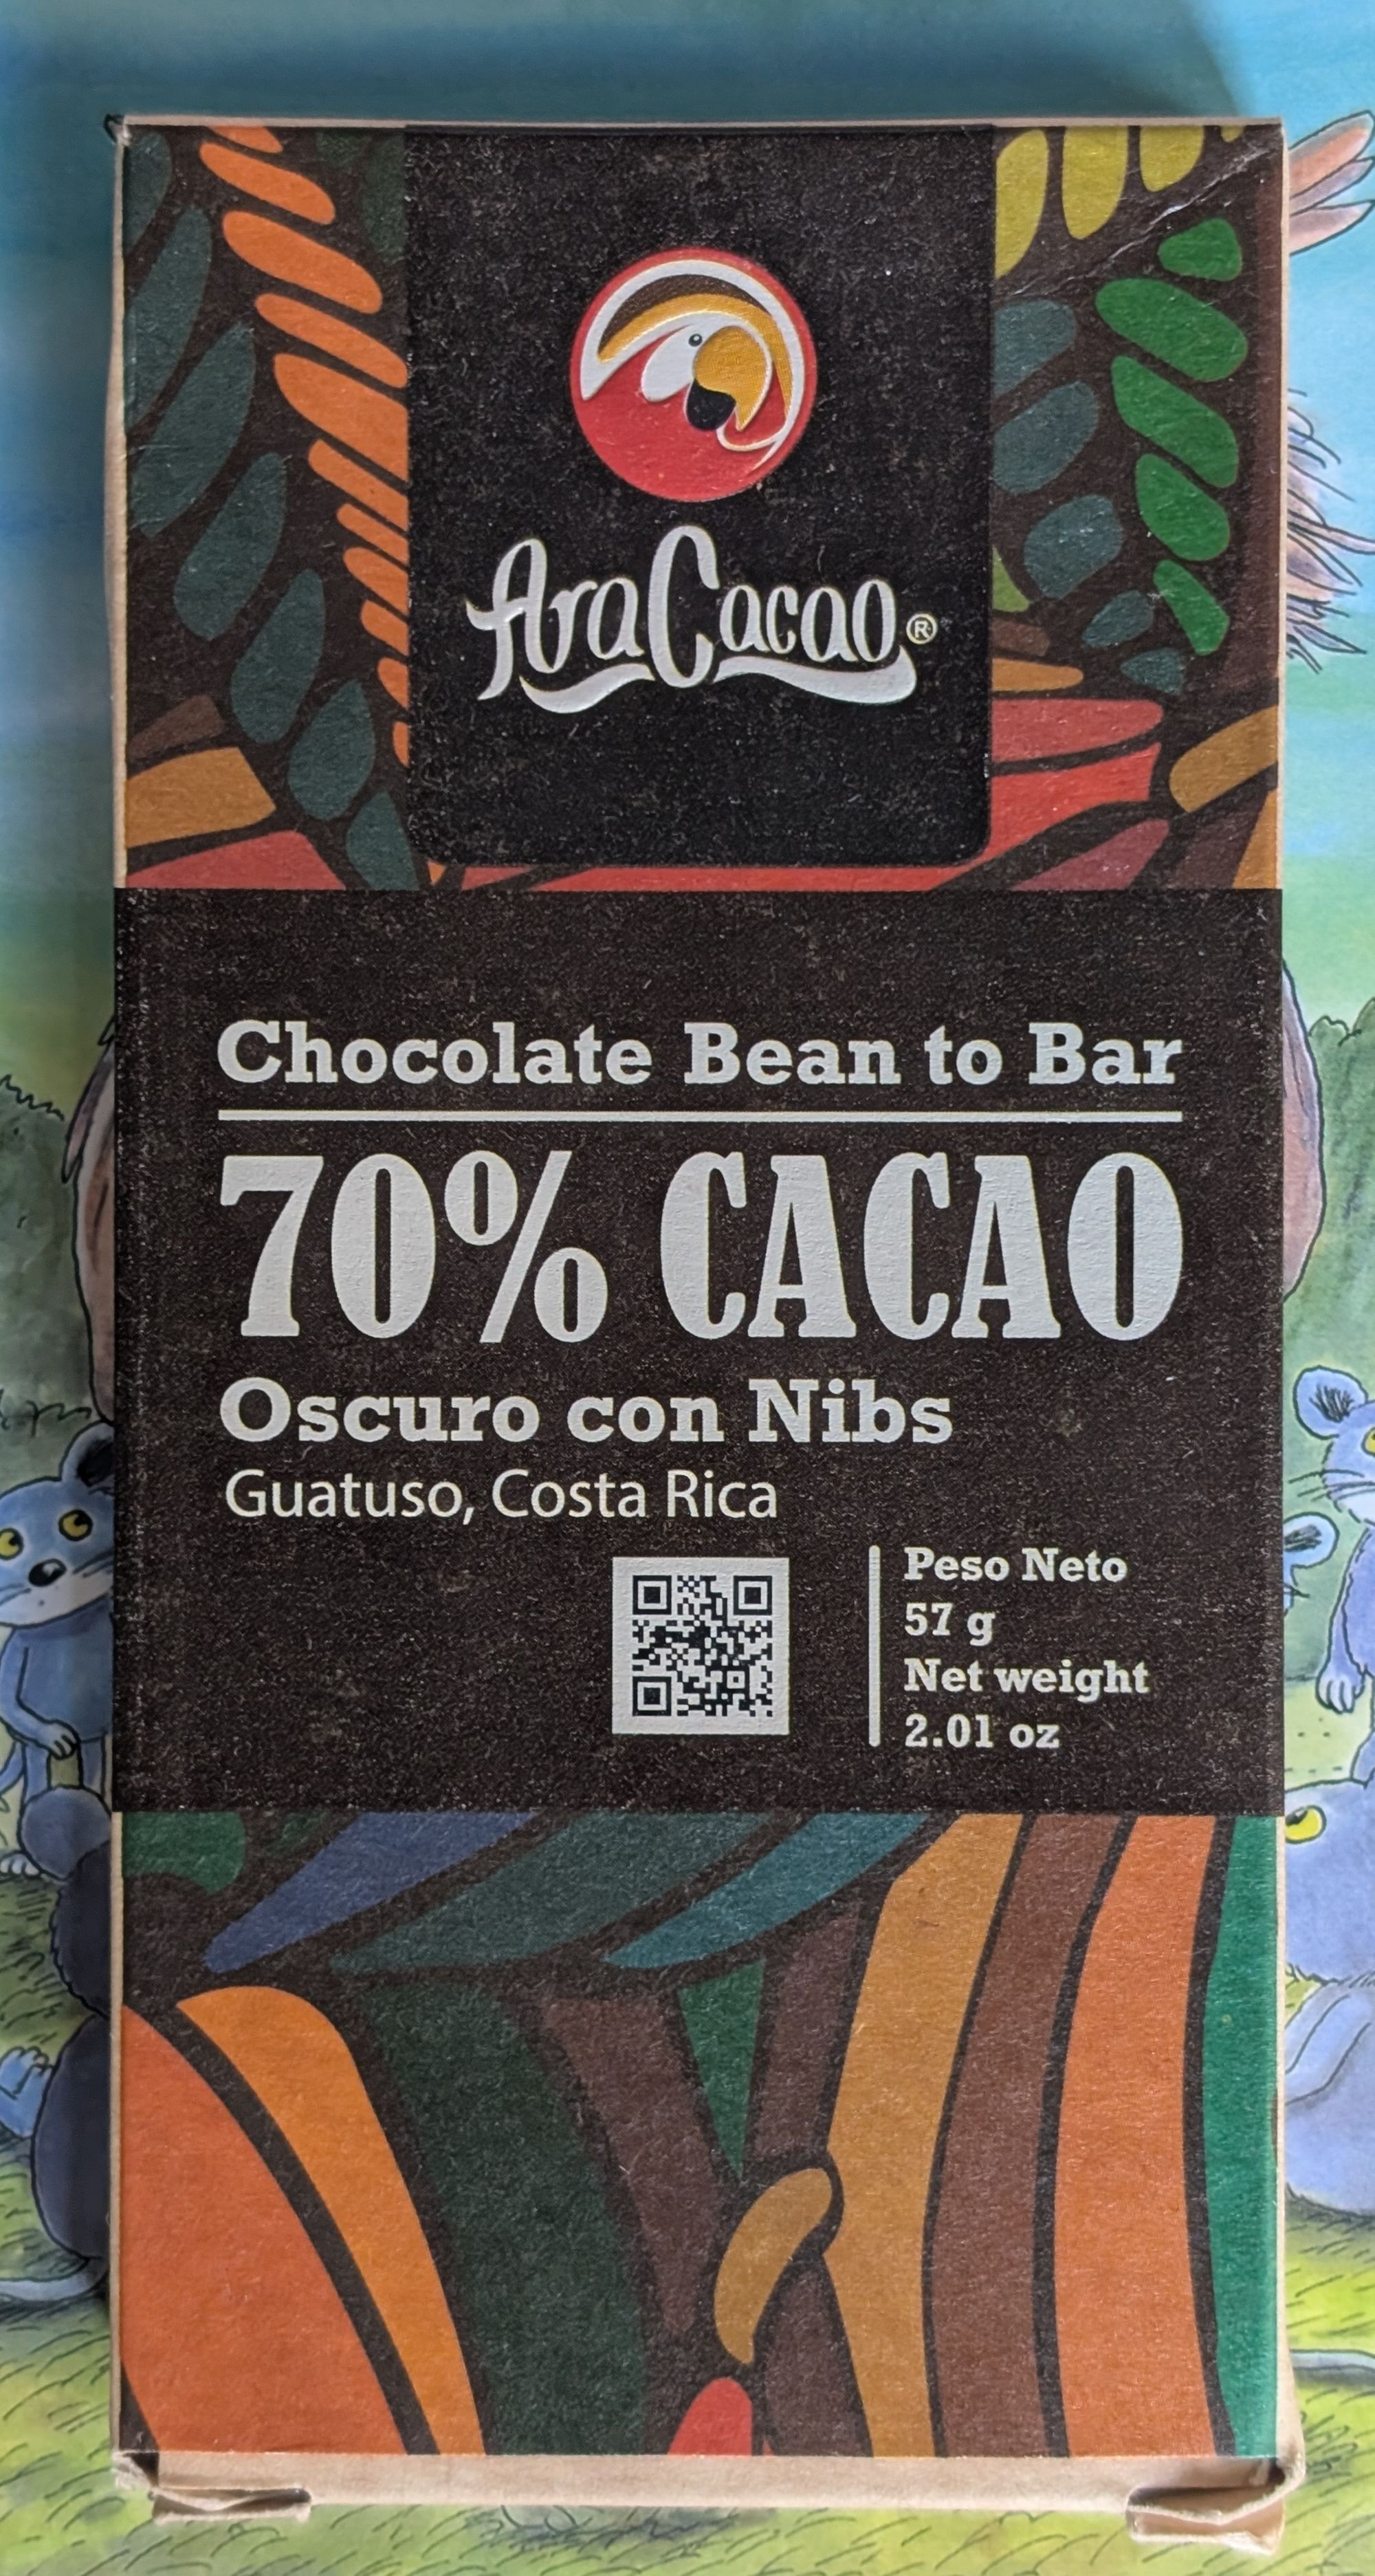 AraCacao®
Chocolate Bean to Bar
70% CACAO
Oscuro con Nibs
Guatuso, Costa Rica
Peso Neto
57 g
Net weight
2.01 oz